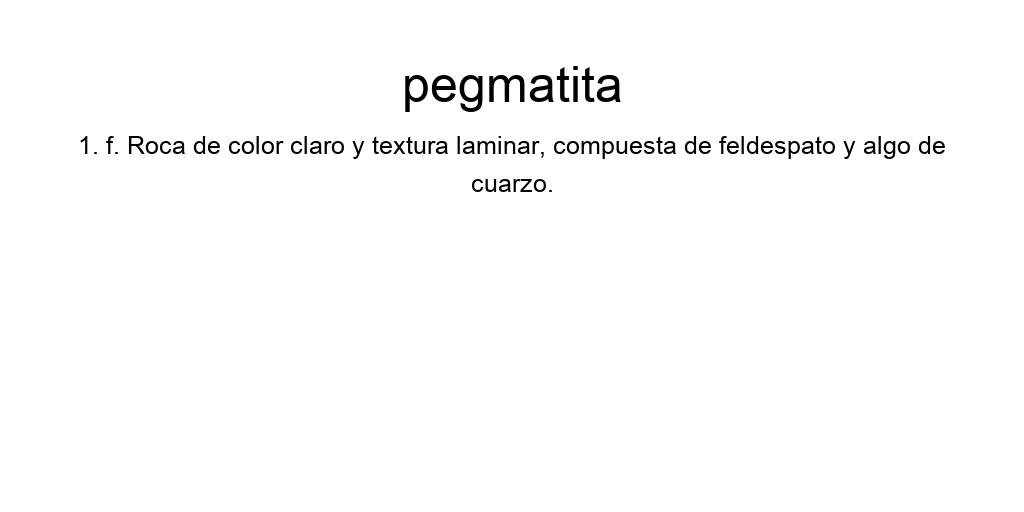 pegmatita
1. f. Roca de color claro y textura laminar, compuesta de feldespato y algo de
cuarzo.